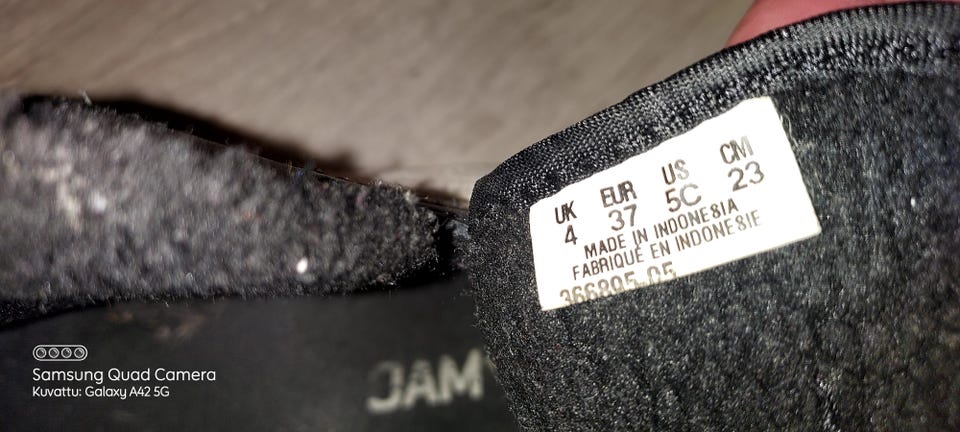 UK EUR US CM
4 37 5C 23
MADE IN INDONESIA
FABRIQUÉ EN INDONESIE
366895 05
JAM
Samsung Quad Camera
Kuvattu: Galaxy A42 5G